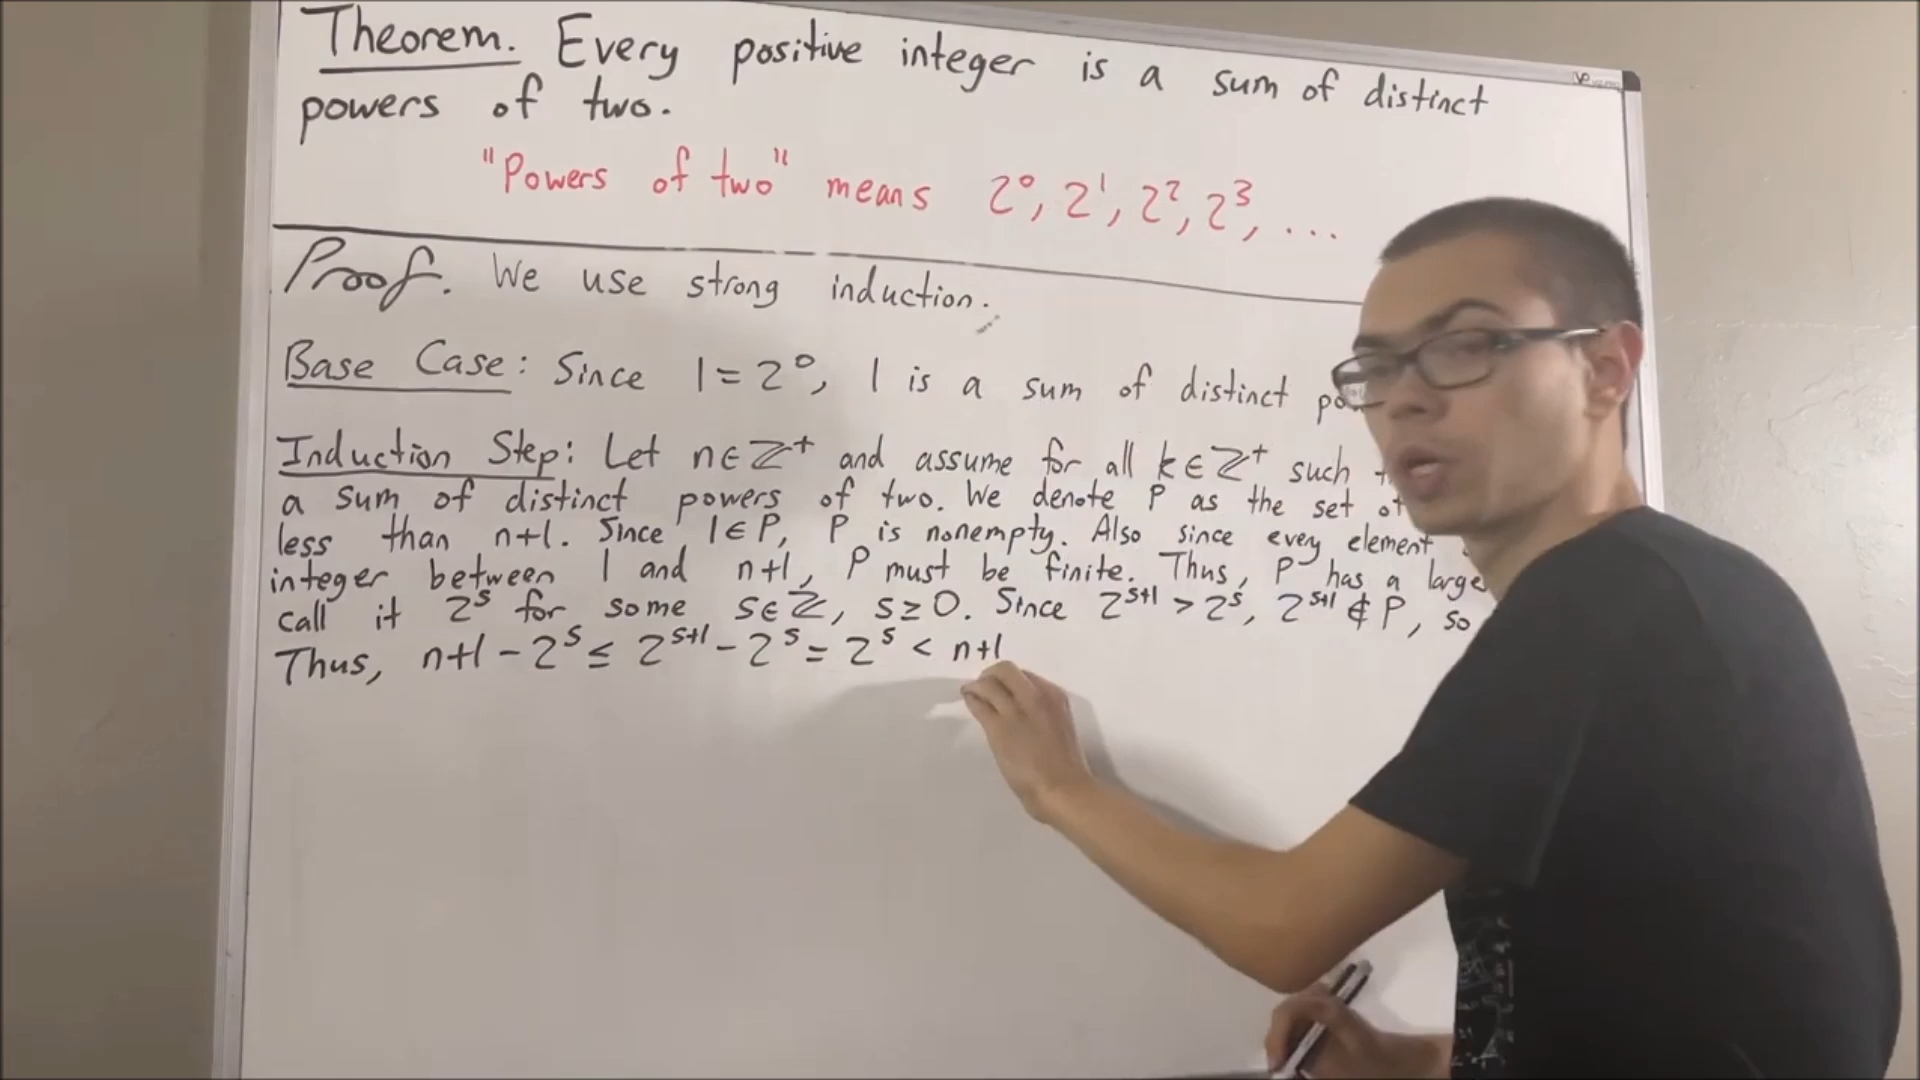 Theorem. Every positive integer is a sum of distinct
powers of two.
"Powers of two" means 2⁰, 2¹, 2², 2³, ...
Proof. We use strong induction.
Base Case: Since 1=2⁰, 1 is a sum of distinct
Induction Step: Let n∈ℤ⁺ and assume for all k∈ℤ⁺ such
a sum of distinct powers of two. We denote P as the set of
less than n+1. Since 1∈P, P is nonempty. Also since every element
integer between 1 and n+1, P must be finite. Thus, P has a
call it 2ˢ for some s∈ℤ, s≥0. Since 2ˢ⁺¹ > 2ˢ, 2ˢ⁺¹ ∉ P, so
Thus, n+1 - 2ˢ ≤ 2ˢ⁺¹ - 2ˢ = 2ˢ < n+1